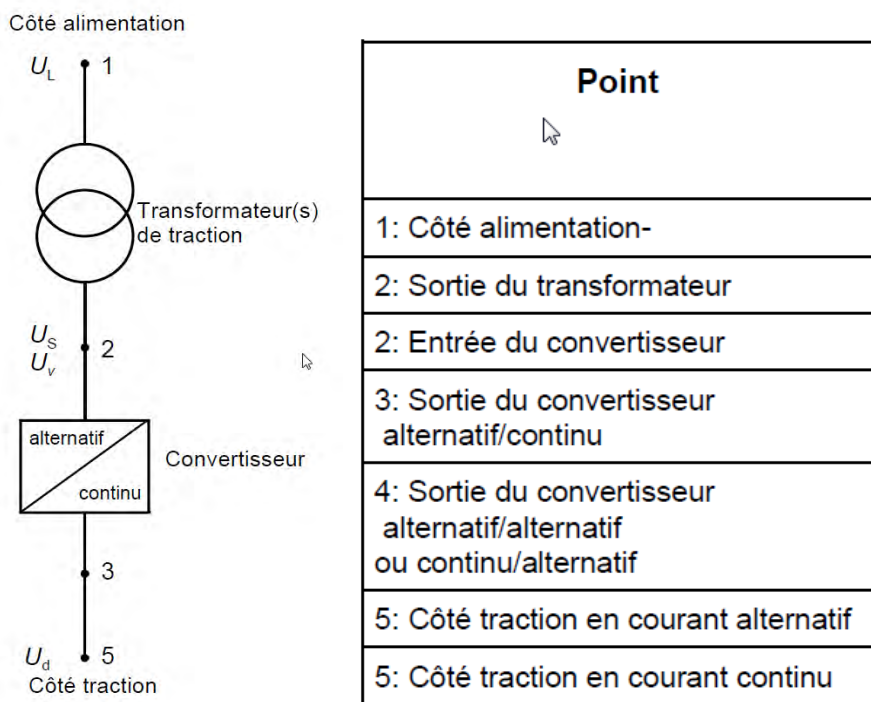 Côté alimentation
U_L 1
Transformateur(s)
de traction
U_S
U_v 2
alternatif
continu
Convertisseur
3
U_d 5
Côté traction
Point
1: Côté alimentation-
2: Sortie du transformateur
2: Entrée du convertisseur
3: Sortie du convertisseur
alternatif/continu
4: Sortie du convertisseur
alternatif/alternatif
ou continu/alternatif
5: Côté traction en courant alternatif
5: Côté traction en courant continu